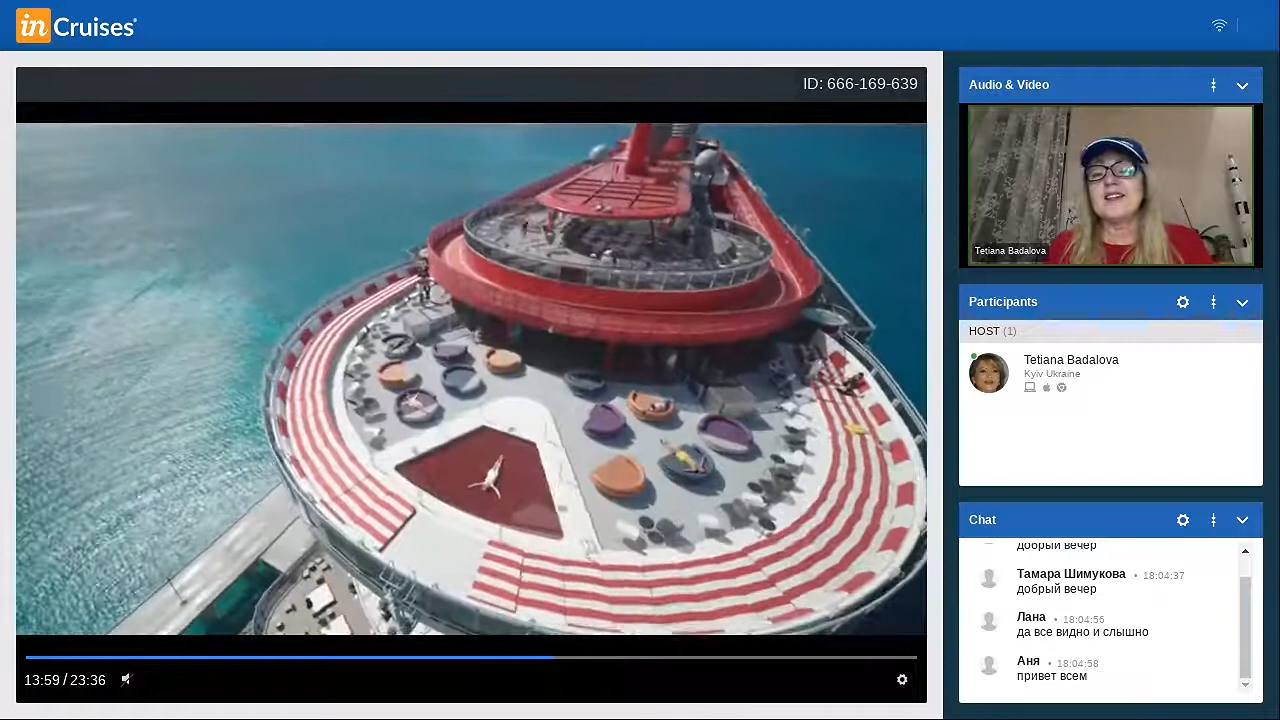 in Cruises
ID: 666-169-639
13:59 / 23:36
Audio & Video
Tetiana Badalova
Participants
HOST (1)
Tetiana Badalova
Kyiv Ukraine
Chat
добрый вечер
Тамара Шимукова • 18:04:37
добрый вечер
Лана • 18:04:56
да все видно и слышно
Аня • 18:04:58
привет всем